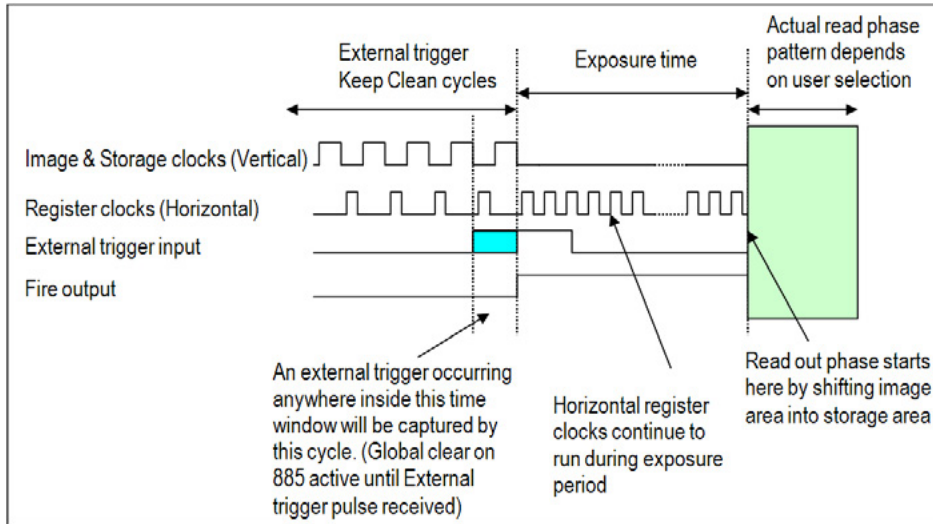 External trigger
Keep Clean cycles
Exposure time
Actual read phase
pattern depends
on user selection
Image & Storage clocks (Vertical)
Register clocks (Horizontal)
External trigger input
Fire output
An external trigger occurring
anywhere inside this time
window will be captured by
this cycle. (Global clear on
885 active until External
trigger pulse received)
Horizontal register
clocks continue to
run during exposure
period
Read out phase starts
here by shifting image
area into storage area